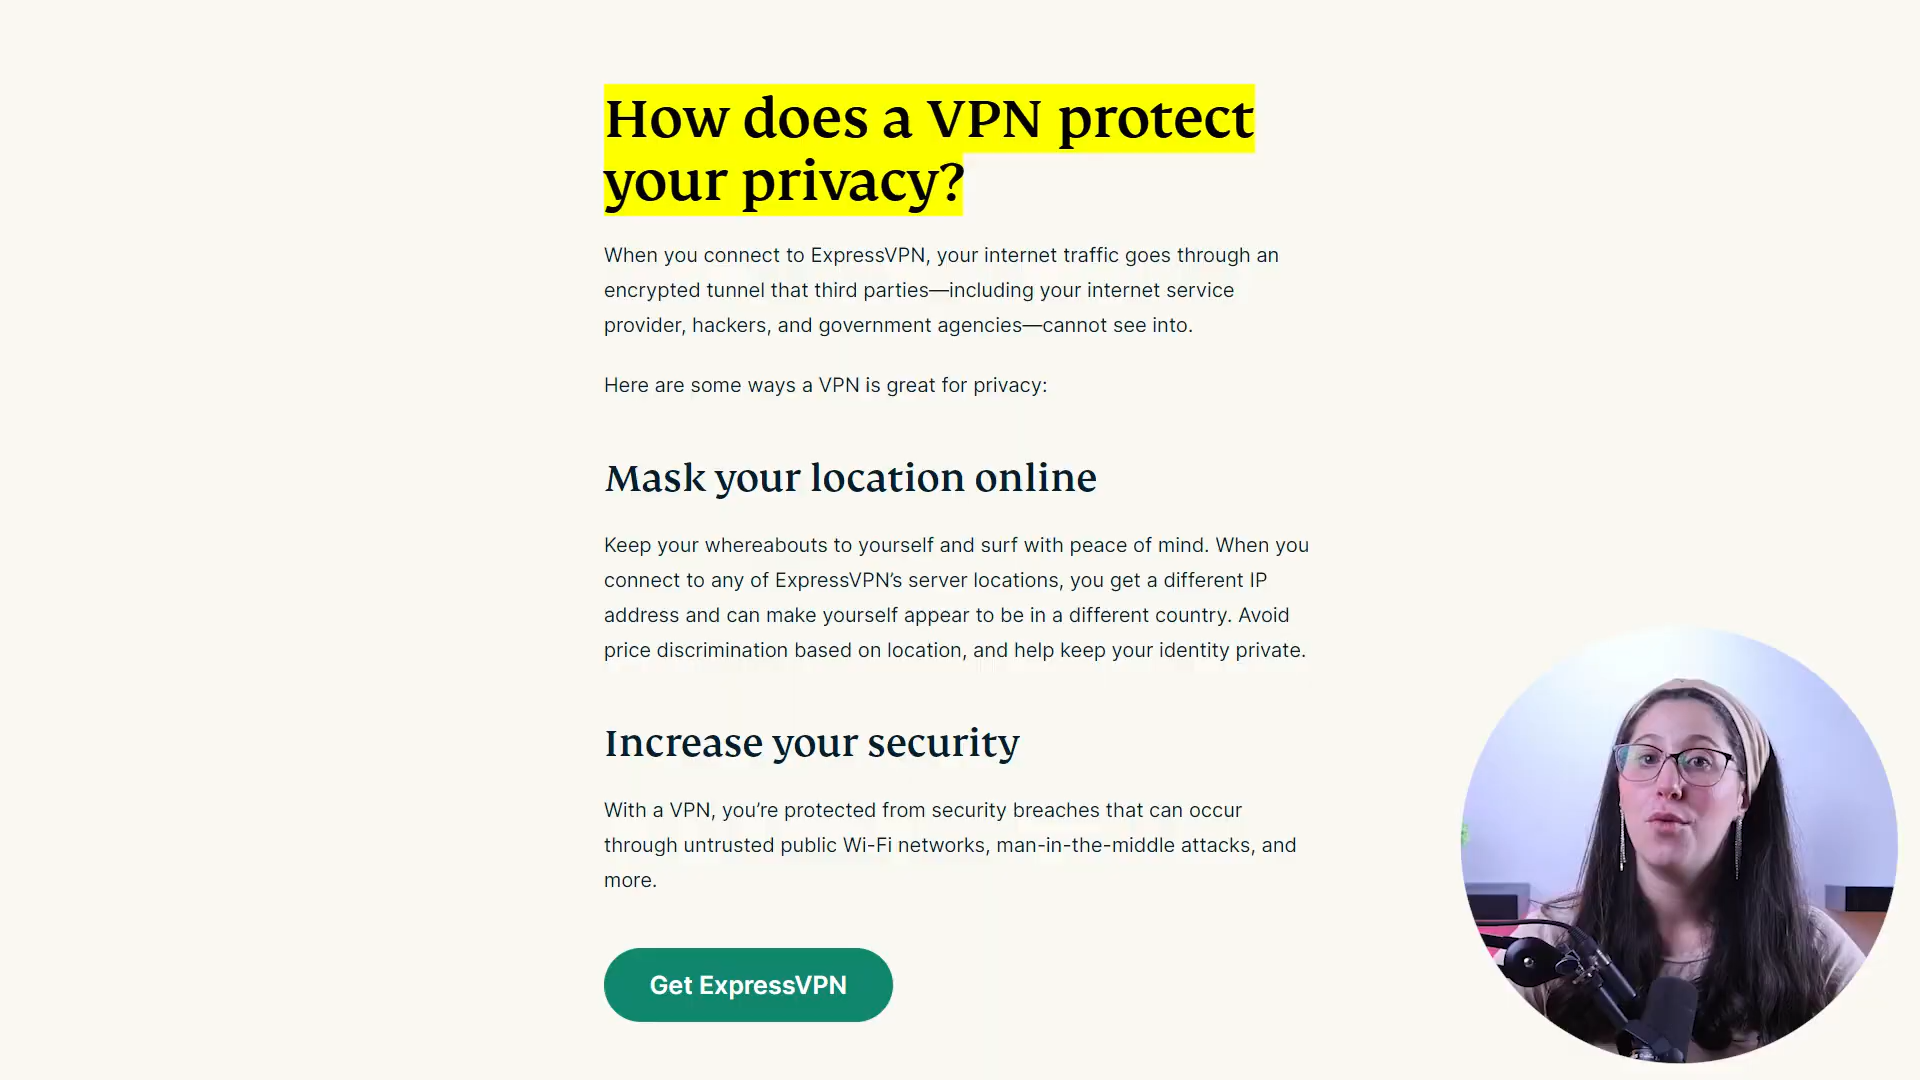 How does a VPN protect
your privacy?
When you connect to ExpressVPN, your internet traffic goes through an
encrypted tunnel that third parties—including your internet service
provider, hackers, and government agencies—cannot see into.
Here are some ways a VPN is great for privacy:
Mask your location online
Keep your whereabouts to yourself and surf with peace of mind. When you
connect to any of ExpressVPN’s server locations, you get a different IP
address and can make yourself appear to be in a different country. Avoid
price discrimination based on location, and help keep your identity private.
Increase your security
With a VPN, you’re protected from security breaches that can occur
through untrusted public Wi-Fi networks, man-in-the-middle attacks, and
more.
Get ExpressVPN